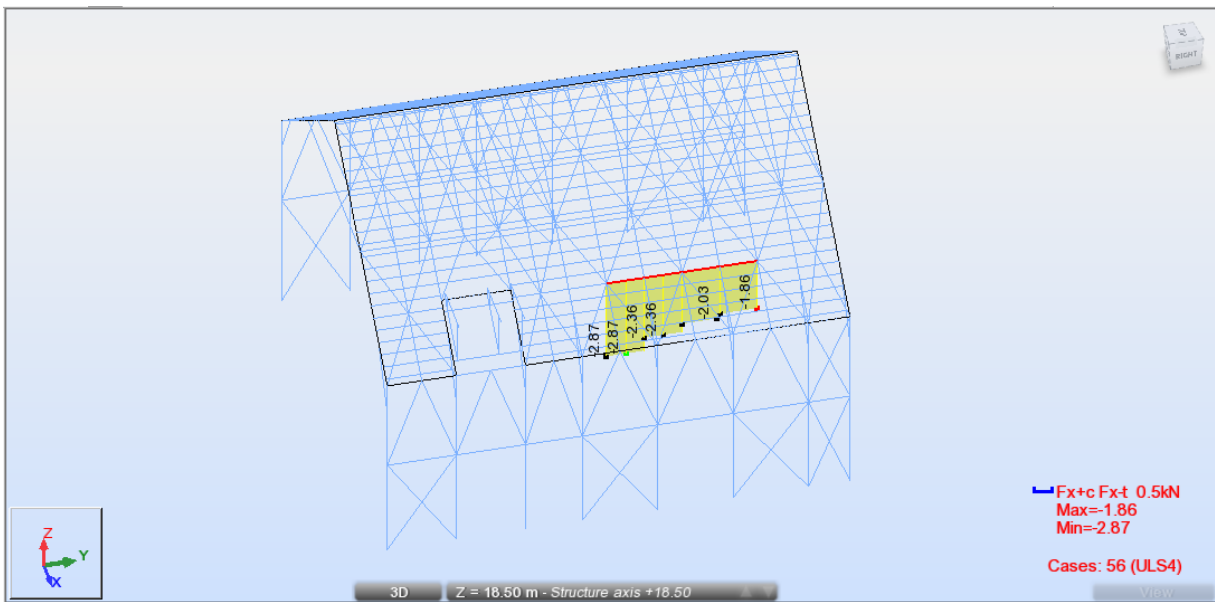 RIGHT
-2.87
-2.87
-2.36
-2.36
-2.03
-1.86
Fx+c Fx-t 0.5kN
Max=-1.86
Min=-2.87
Cases: 56 (ULS4)
Z
Y
X
3D
Z = 18.50 m - Structure axis +18.50
View